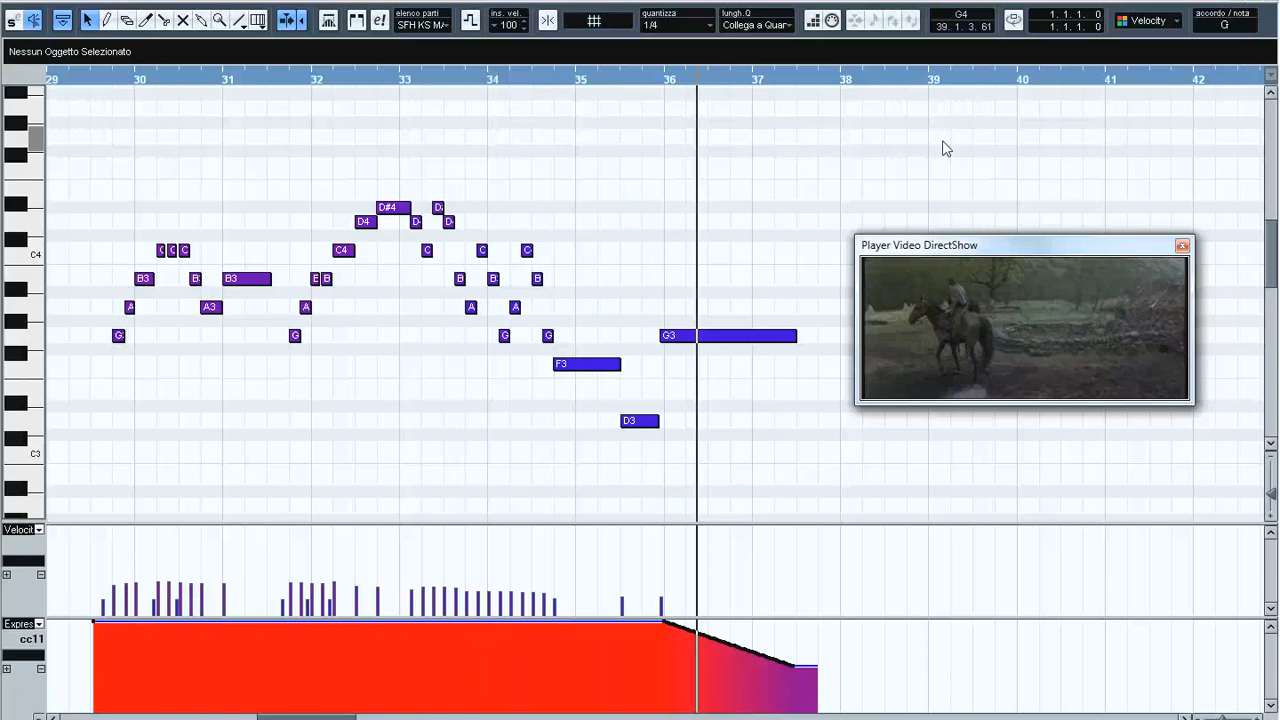 elenco parti
SFH KS MA
ins. vel.
100
quantizza
1/4
lungh.Q
Collega a Quar
G4
39. 1. 3. 61
1. 1. 1. 0
1. 1. 1. 0
Velocity
accordo / nota
G
Nessun Oggetto Selezionato
29 30 31 32 33 34 35 36 37 38 39 40 41 42
D#4 D
D4 D D
C4 C C C C4 C C C
Player Video DirectShow
B3 B B3 B B B B B
A A3 A A A
G G G G G3
F3
D3
C3
Velocit
Expres
cc11